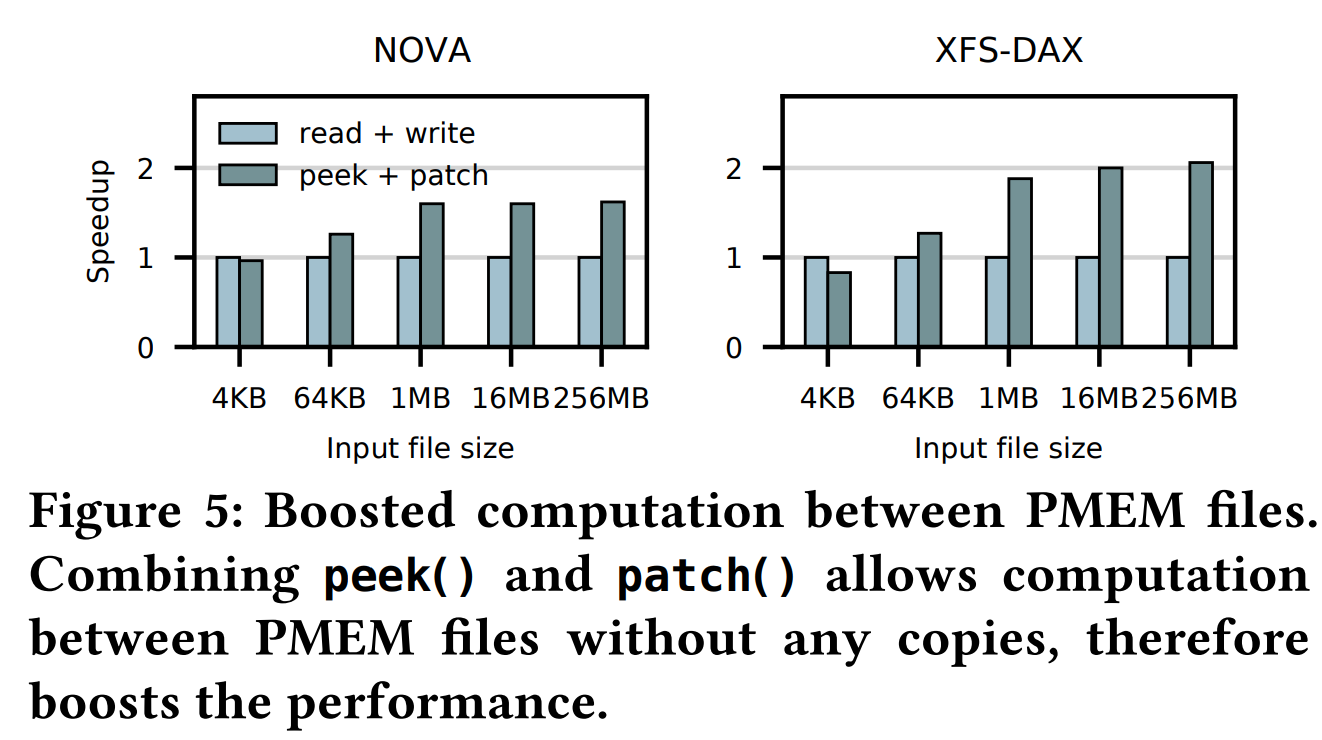 NOVA
XFS-DAX
read + write
peek + patch
Speedup
2
1
0
4KB 64KB 1MB 16MB 256MB
Input file size
2
1
0
4KB 64KB 1MB 16MB 256MB
Input file size
Figure 5: Boosted computation between PMEM files.
Combining peek() and patch() allows computation
between PMEM files without any copies, therefore
boosts the performance.